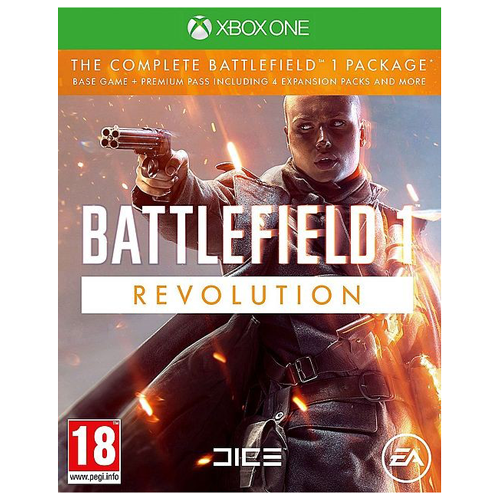 XBOX ONE
THE COMPLETE BATTLEFIELD™ 1 PACKAGE*
BASE GAME + PREMIUM PASS INCLUDING 4 EXPANSION PACKS AND MORE
BATTLEFIELD 1
REVOLUTION
18
www.pegi.info
DICE
EA